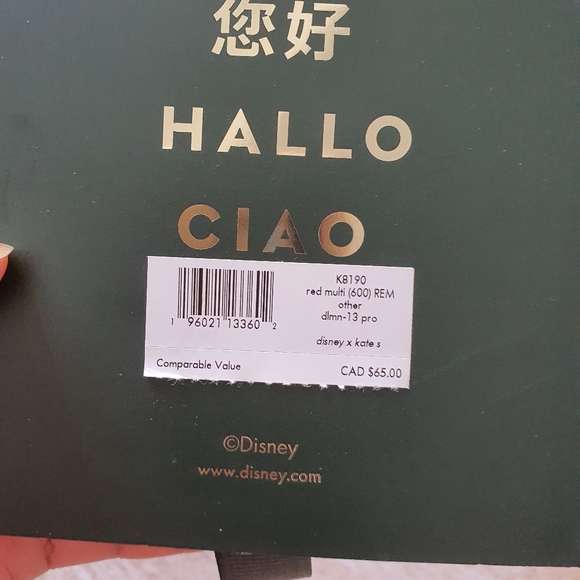 您好
HALLO
CIAO
K8190
red multi (600) REM
other
dlmn-13 pro
1 96021 13360 2
disney x kate s
Comparable Value CAD $65.00
©Disney
www.disney.com